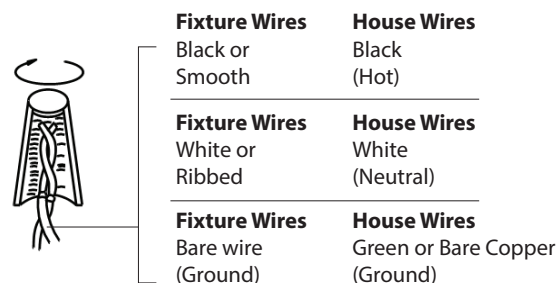 Fixture Wires House Wires
Black or Black
Smooth (Hot)
Fixture Wires House Wires
White or White
Ribbed (Neutral)
Fixture Wires House Wires
Bare wire Green or Bare Copper
(Ground) (Ground)